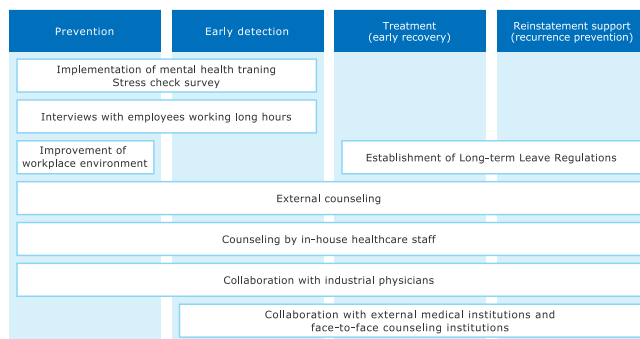 Prevention
Early detection
Treatment
(early recovery)
Reinstatement support
(recurrence prevention)
Implementation of mental health traning
Stress check survey
Interviews with employees working long hours
Improvement of
workplace environment
Establishment of Long-term Leave Regulations
External counseling
Counseling by in-house healthcare staff
Collaboration with industrial physicians
Collaboration with external medical institutions and
face-to-face counseling institutions